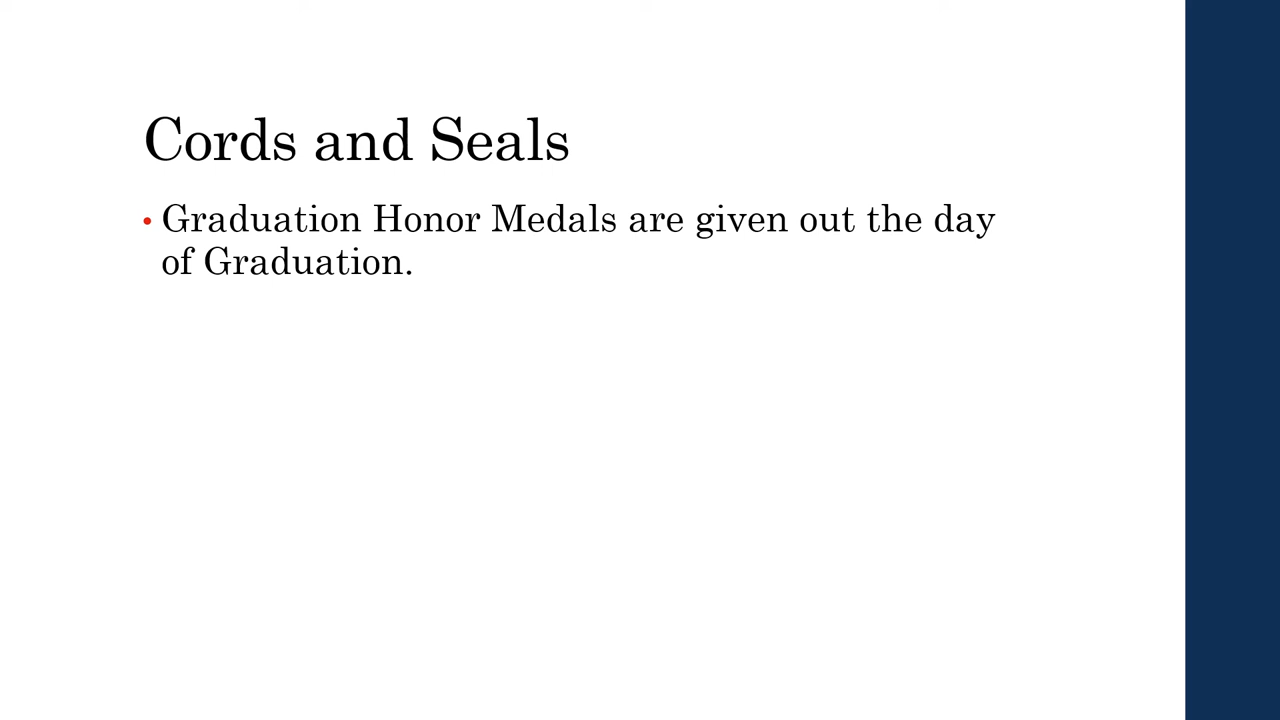 Cords and Seals
• Graduation Honor Medals are given out the day
of Graduation.